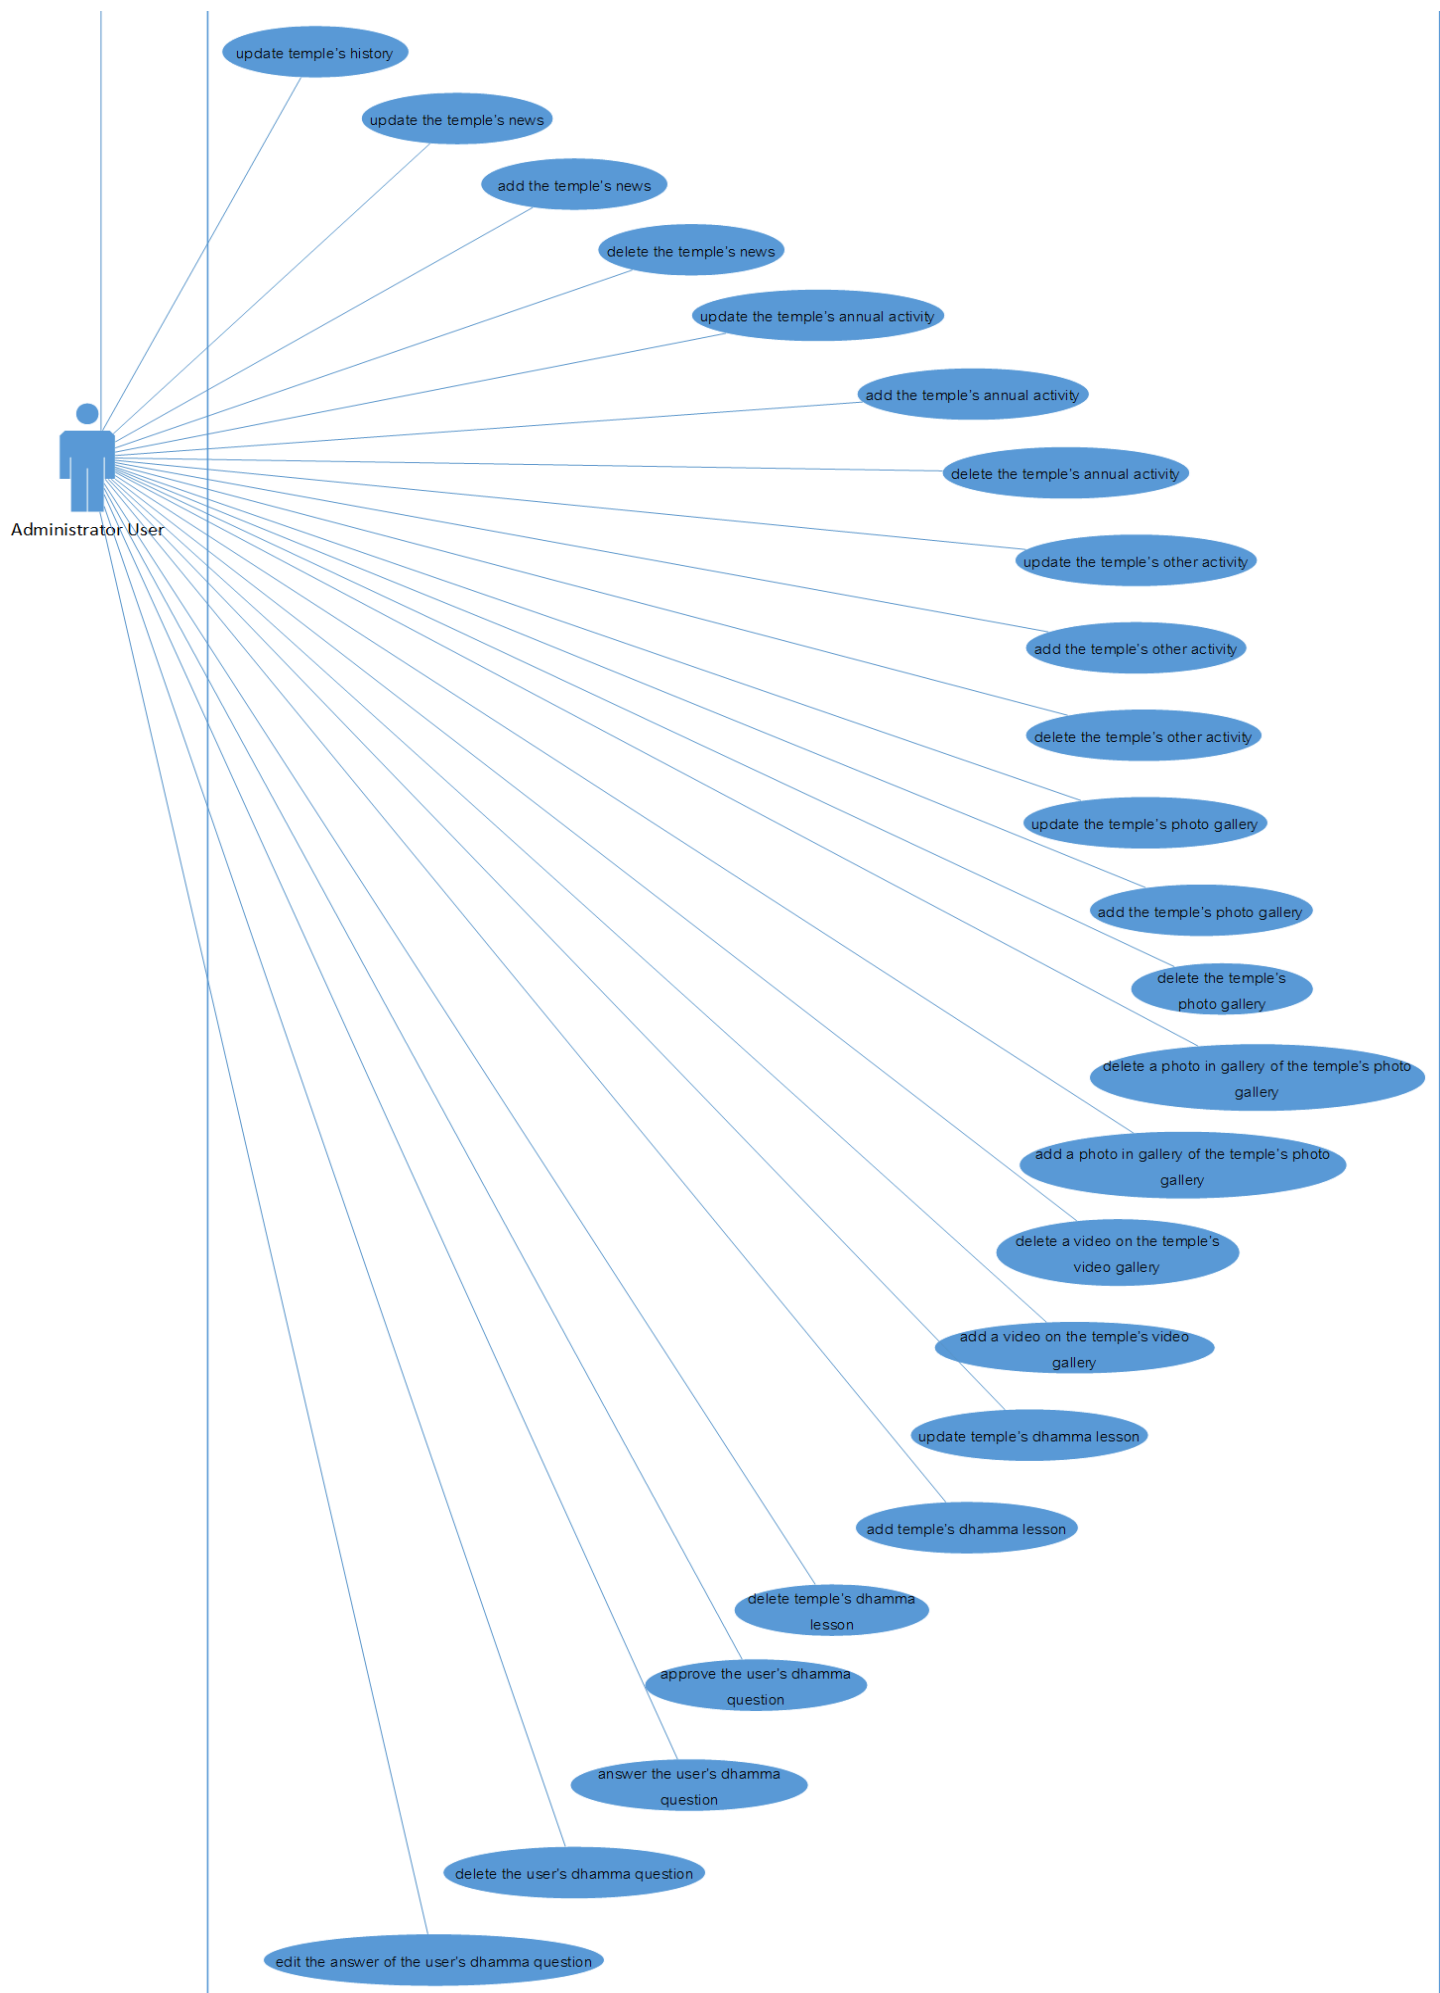 update temple's history
update the temple's news
add the temple's news
delete the temple's news
update the temple's annual activity
add the temple's annual activity
delete the temple's annual activity
Administrator User
update the temple's other activity
add the temple's other activity
delete the temple's other activity
update the temple's photo gallery
add the temple's photo gallery
delete the temple's
photo gallery
delete a photo in gallery of the temple's photo
gallery
add a photo in gallery of the temple's photo
gallery
delete a video on the temple's
video gallery
add a video on the temple's video
gallery
update temple's dhamma lesson
add temple's dhamma lesson
delete temple's dhamma
lesson
approve the user's dhamma
question
answer the user's dhamma
question
delete the user's dhamma question
edit the answer of the user's dhamma question